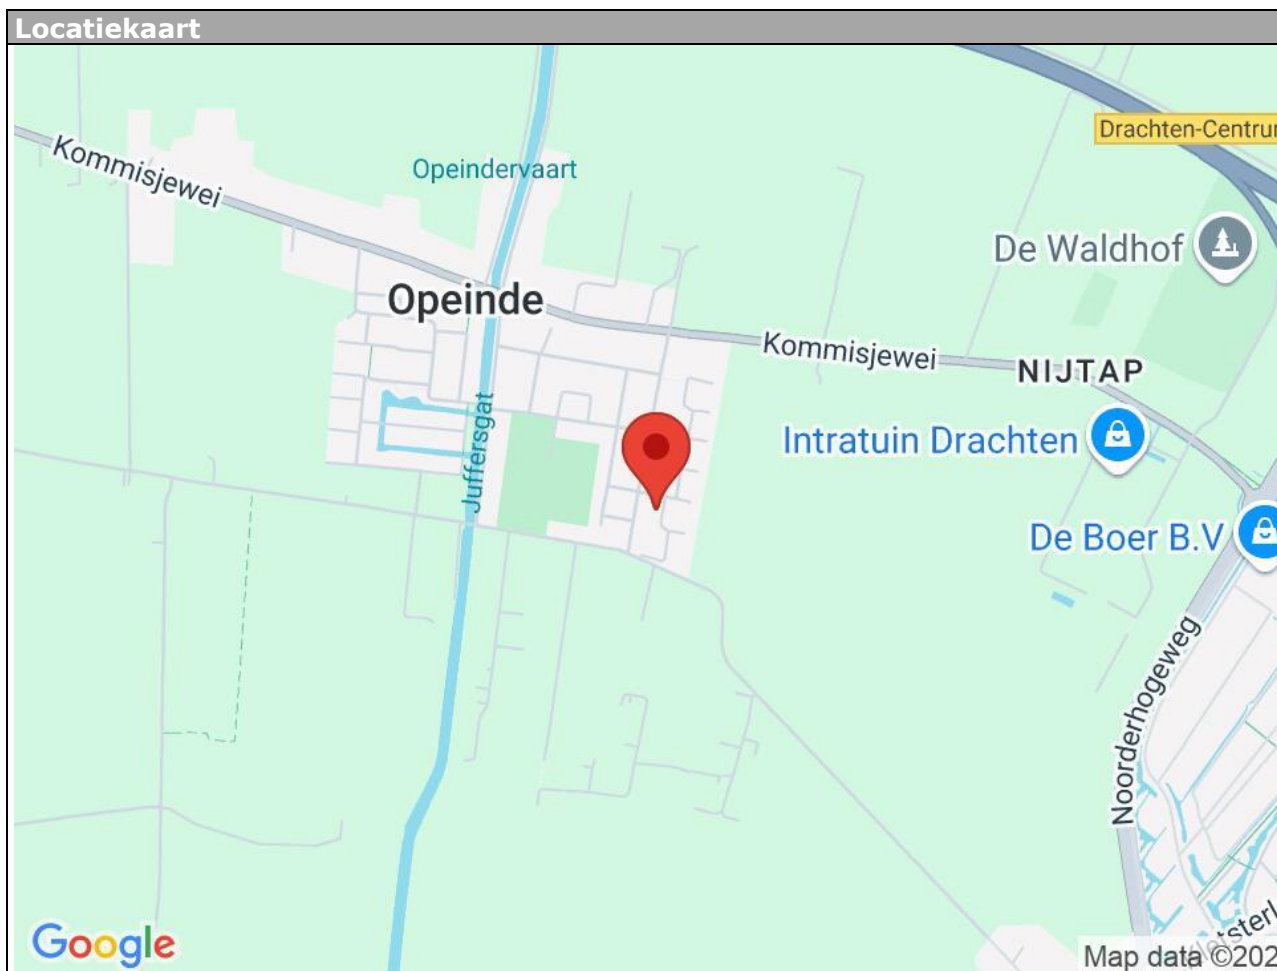 Locatiekaart
Drachten-Centrum
Kommisjewei
Opeindervaart
De Waldhof
Opeinde
Kommisjewei
NIJTAP
Juffersgat
Intratuin Drachten
De Boer B.V
Noorderhogeweg
Google
Map data ©202